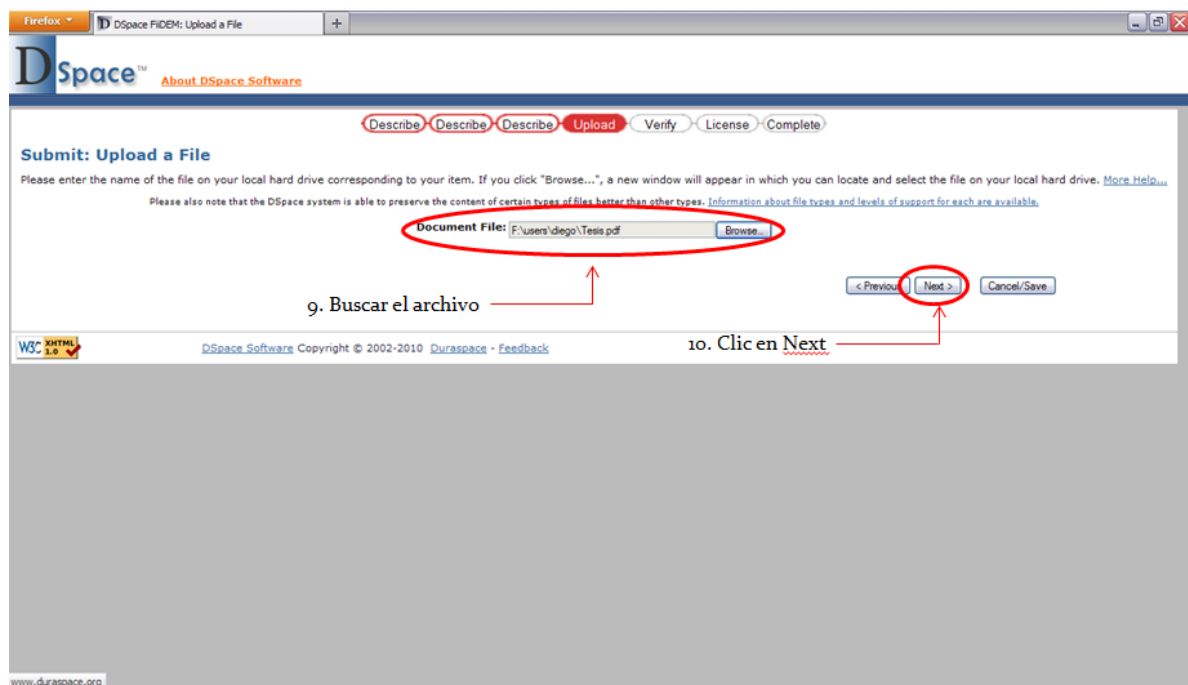 Firefox
DSpace FiiDEM: Upload a File
+
DSpace™ About DSpace Software
Describe Describe Describe Upload Verify License Complete
Submit: Upload a File
Please enter the name of the file on your local hard drive corresponding to your item. If you click "Browse...", a new window will appear in which you can locate and select the file on your local hard drive. More Help...
Please also note that the DSpace system is able to preserve the content of certain types of files better than other types. Information about file types and levels of support for each are available.
Document File: F:\users\diego\Tesis.pdf Browse...
< Previous Next > Cancel/Save
9. Buscar el archivo
10. Clic en Next
W3C XHTML 1.0
DSpace Software Copyright © 2002-2010 Duraspace - Feedback
www.duraspace.org